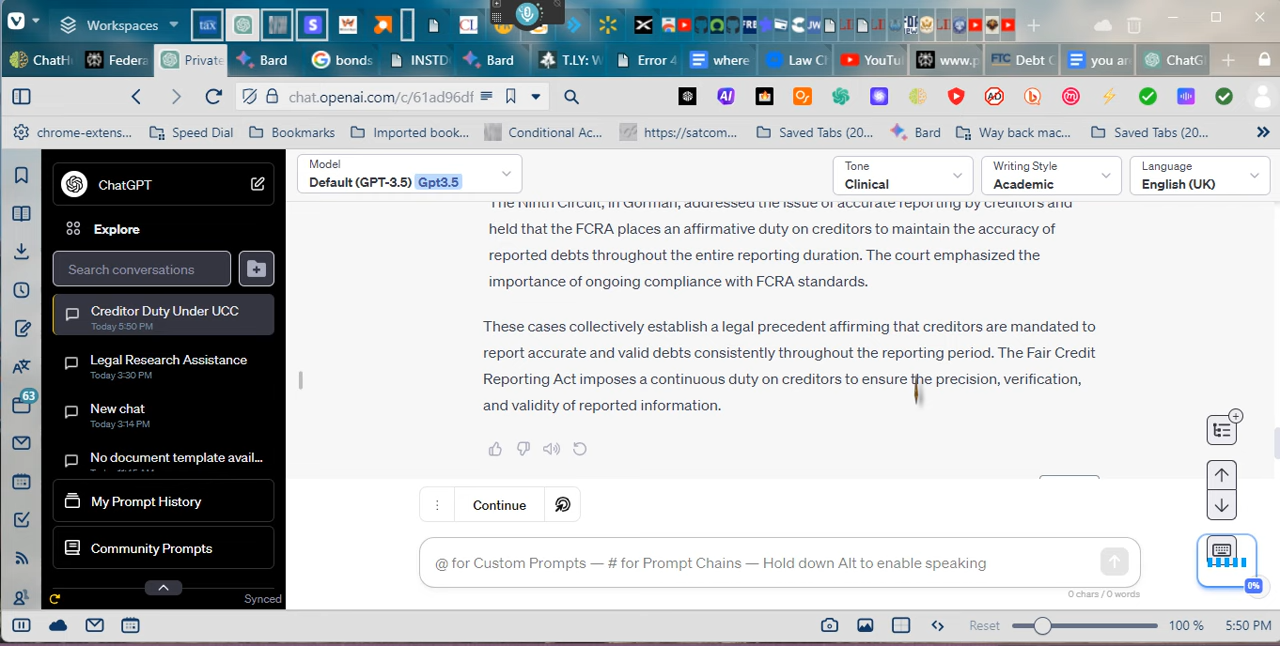 Workspaces
tax
S
CL
X
FRE
JW
ChatH
Federa
Private
Bard
bond
INSTD
Bard
T.LY: W
Error 4
where
Law C
YouTu
www.p
FTC Debt C
you ar
ChatG
chat.openai.com/c/61ad96df
AI
chrome-exten...
Speed Dial
Bookmarks
Imported book...
Conditional Ac...
https://satcom...
Saved Tabs (20...
Bard
Way back mac...
Saved Tabs (20...
63
ChatGPT
Explore
Search conversations
Creditor Duty Under UCC
Today 5:50 PM
Legal Research Assistance
Today 3:30 PM
New chat
Today 3:14 PM
No document template avail...
My Prompt History
Community Prompts
Synced
Model
Default (GPT-3.5) Gpt3.5
Tone
Clinical
Writing Style
Academic
Language
English (UK)
The Ninth Circuit, in Gorman, addressed the issue of accurate reporting by creditors and
held that the FCRA places an affirmative duty on creditors to maintain the accuracy of
reported debts throughout the entire reporting duration. The court emphasized the
importance of ongoing compliance with FCRA standards.
These cases collectively establish a legal precedent affirming that creditors are mandated to
report accurate and valid debts consistently throughout the reporting period. The Fair Credit
Reporting Act imposes a continuous duty on creditors to ensure the precision, verification,
and validity of reported information.
Continue
@ for Custom Prompts — # for Prompt Chains — Hold down Alt to enable speaking
0 chars / 0 words
0%
Reset
100 %
5:50 PM